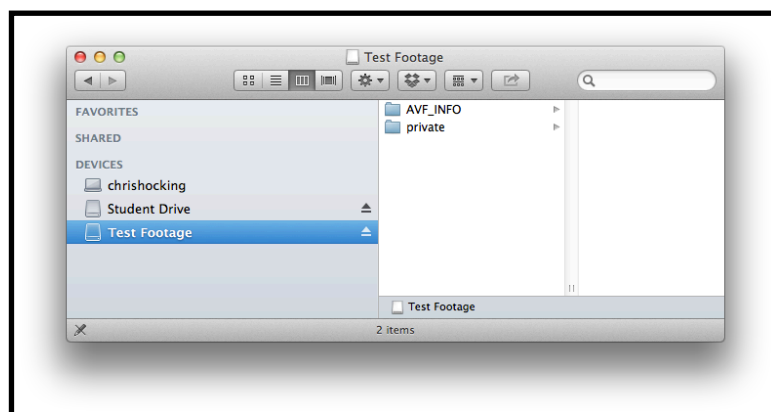 Test Footage
FAVORITES
SHARED
DEVICES
chrishocking
Student Drive
Test Footage
AVF_INFO
private
Test Footage
2 items